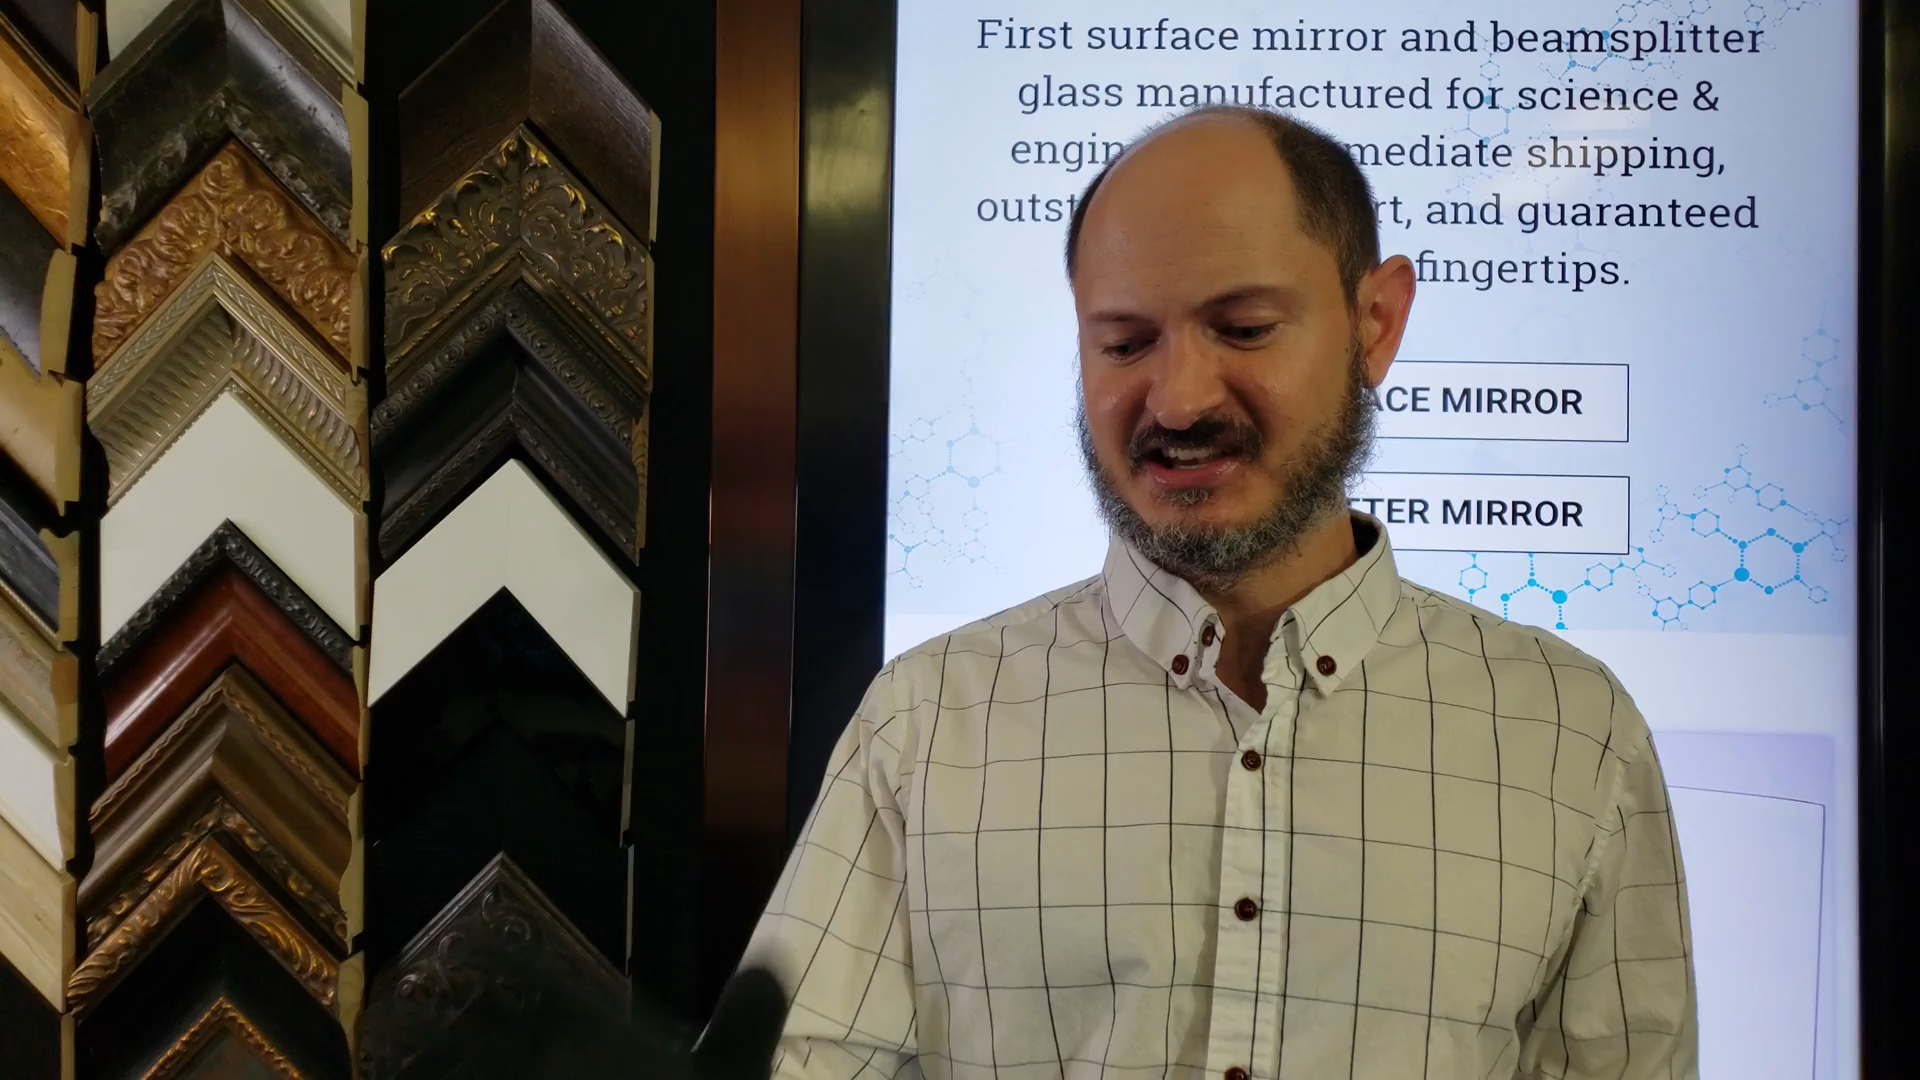 First surface mirror and beamsplitter
glass manufactured for science &
engin mediate shipping,
outst rt, and guaranteed
fingertips.
ACE MIRROR
TTER MIRROR